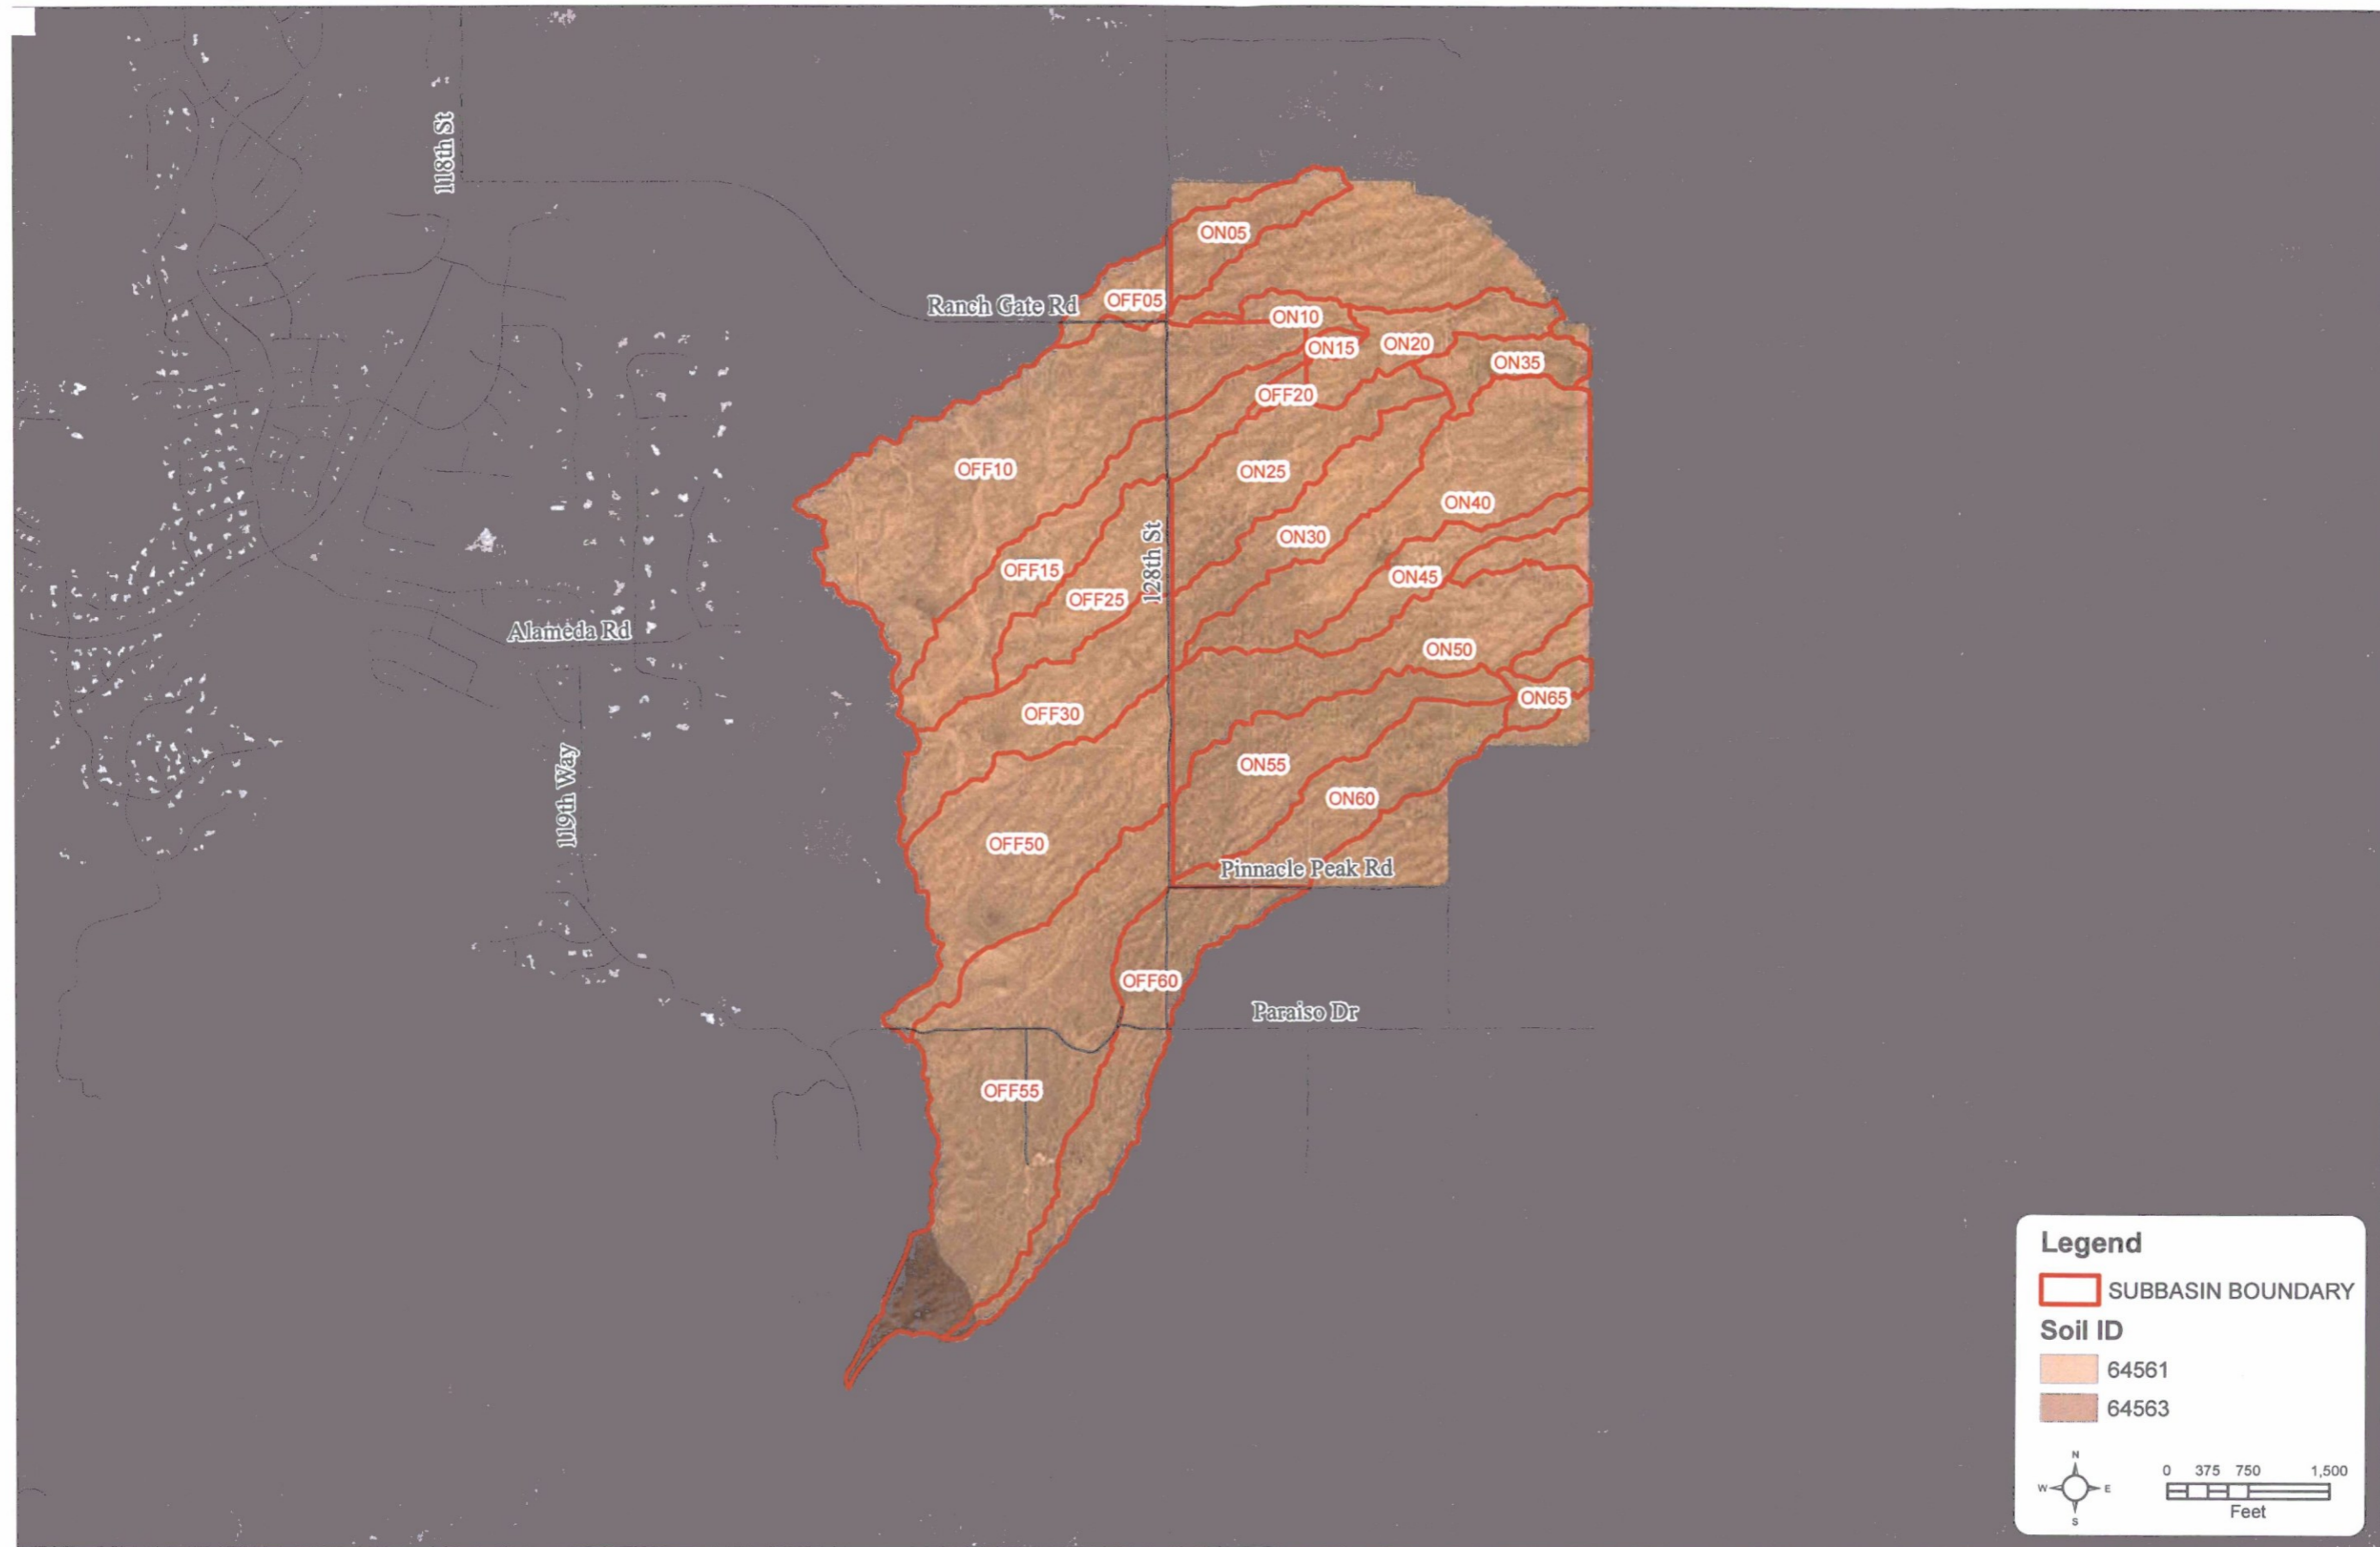 118th St
ON05
OFF05
Ranch Gate Rd
ON10
ON15
ON20
ON35
OFF20
OFF10
ON25
ON40
ON30
128th St
OFF15
ON45
OFF25
Alameda Rd
ON50
ON65
OFF30
119th Way
ON55
ON60
OFF50
Pinnacle Peak Rd
OFF60
Paraiso Dr
OFF55
Legend
SUBBASIN BOUNDARY
Soil ID
64561
64563
N
W E
S
0 375 750 1,500
Feet